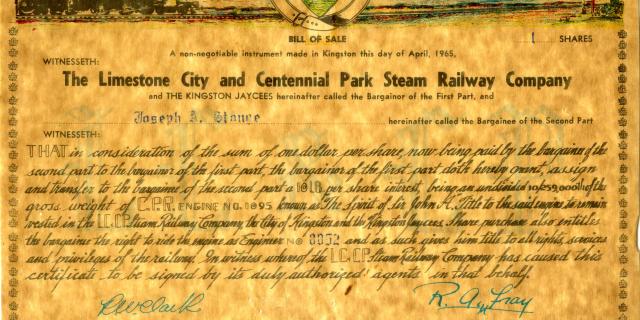 BILL OF SALE
1 SHARES
A non-negotiable instrument made in Kingston this day of April, 1965,
WITNESSETH:
The Limestone City and Centennial Park Steam Railway Company
and THE KINGSTON JAYCEES hereinafter called the Bargainor of the First Part, and
Joseph A. Stange hereinafter called the Bargainee of the Second Part
WITNESSETH:
THAT in consideration of the sum of one dollar per share, now being paid by the bargainee of the
second part to the bargainor of the first part, the bargainor of the first part doth hereby grant, assign
and transfer to the bargainee of the second part a 1 OLB per share interest, being an undivided of the
gross weight of C.P.R. ENGINE NO. 1095 known as The Spirit of Sir John A. Title to the said engine to remain
vested in the L.C.C.P. Steam Railway Company, the City of Kingston and the Kingston Jaycees. Share purchase also entitles
the bargainee the right to ride the engine as Engineer NO 0052 and as such gives him title to all rights, services
and privileges of the railway. In witness whereof the L.C.C.P. Steam Railway Company has caused this
certificate to be signed by its duly authorized agents in that behalf.